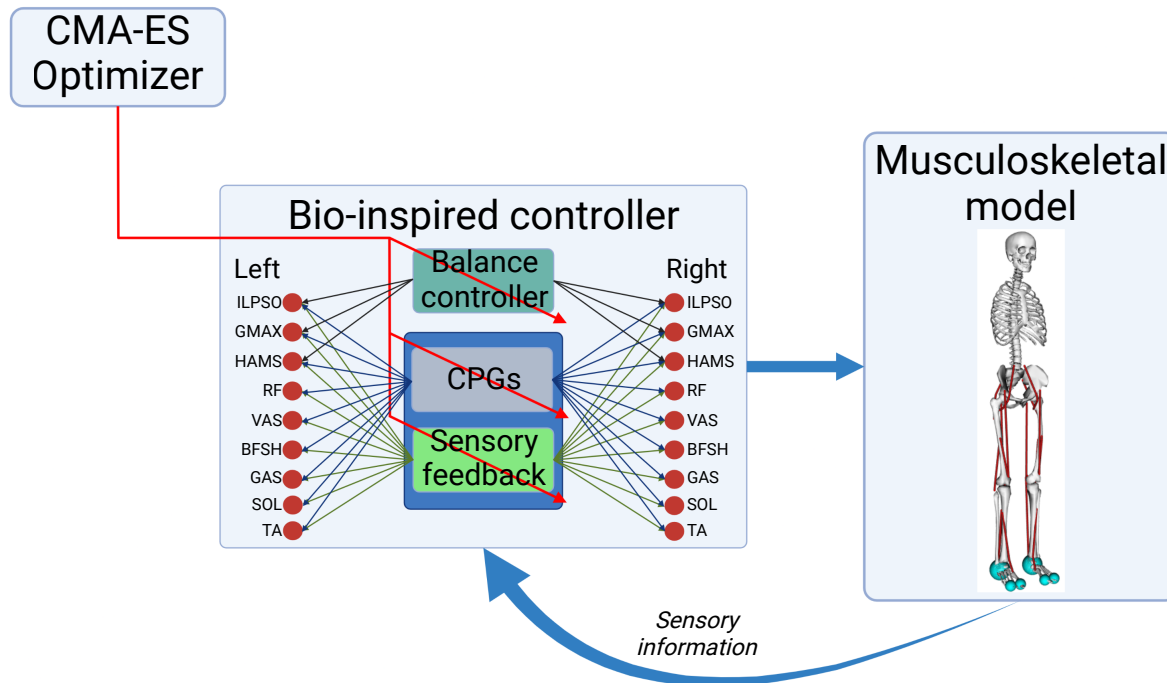 CMA-ES
Optimizer
Bio-inspired controller
Left
ILPSO
GMAX
HAMS
RF
VAS
BFSH
GAS
SOL
TA
Balance
controller
CPGs
Sensory
feedback
Right
ILPSO
GMAX
HAMS
RF
VAS
BFSH
GAS
SOL
TA
Musculoskeletal
model
Sensory
information